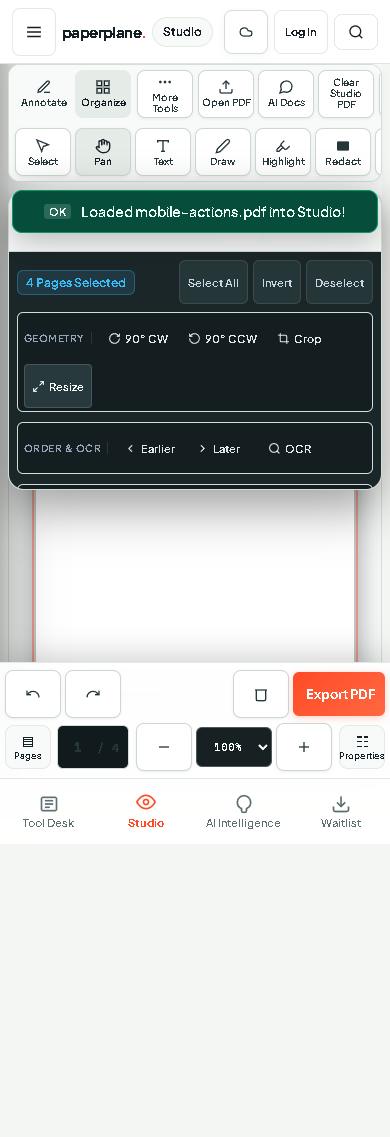 paperplane. Studio Log In
Annotate Organize More Tools Open PDF AI Docs Clear Studio PDF
Select Pan Text Draw Highlight Redact
OK Loaded mobile-actions.pdf into Studio!
4 Pages Selected Select All Invert Deselect
GEOMETRY 90° CW 90° CCW Crop
Resize
ORDER & OCR Earlier Later OCR
Export PDF
Pages 1 / 4 100% Properties
Tool Desk Studio AI Intelligence Waitlist